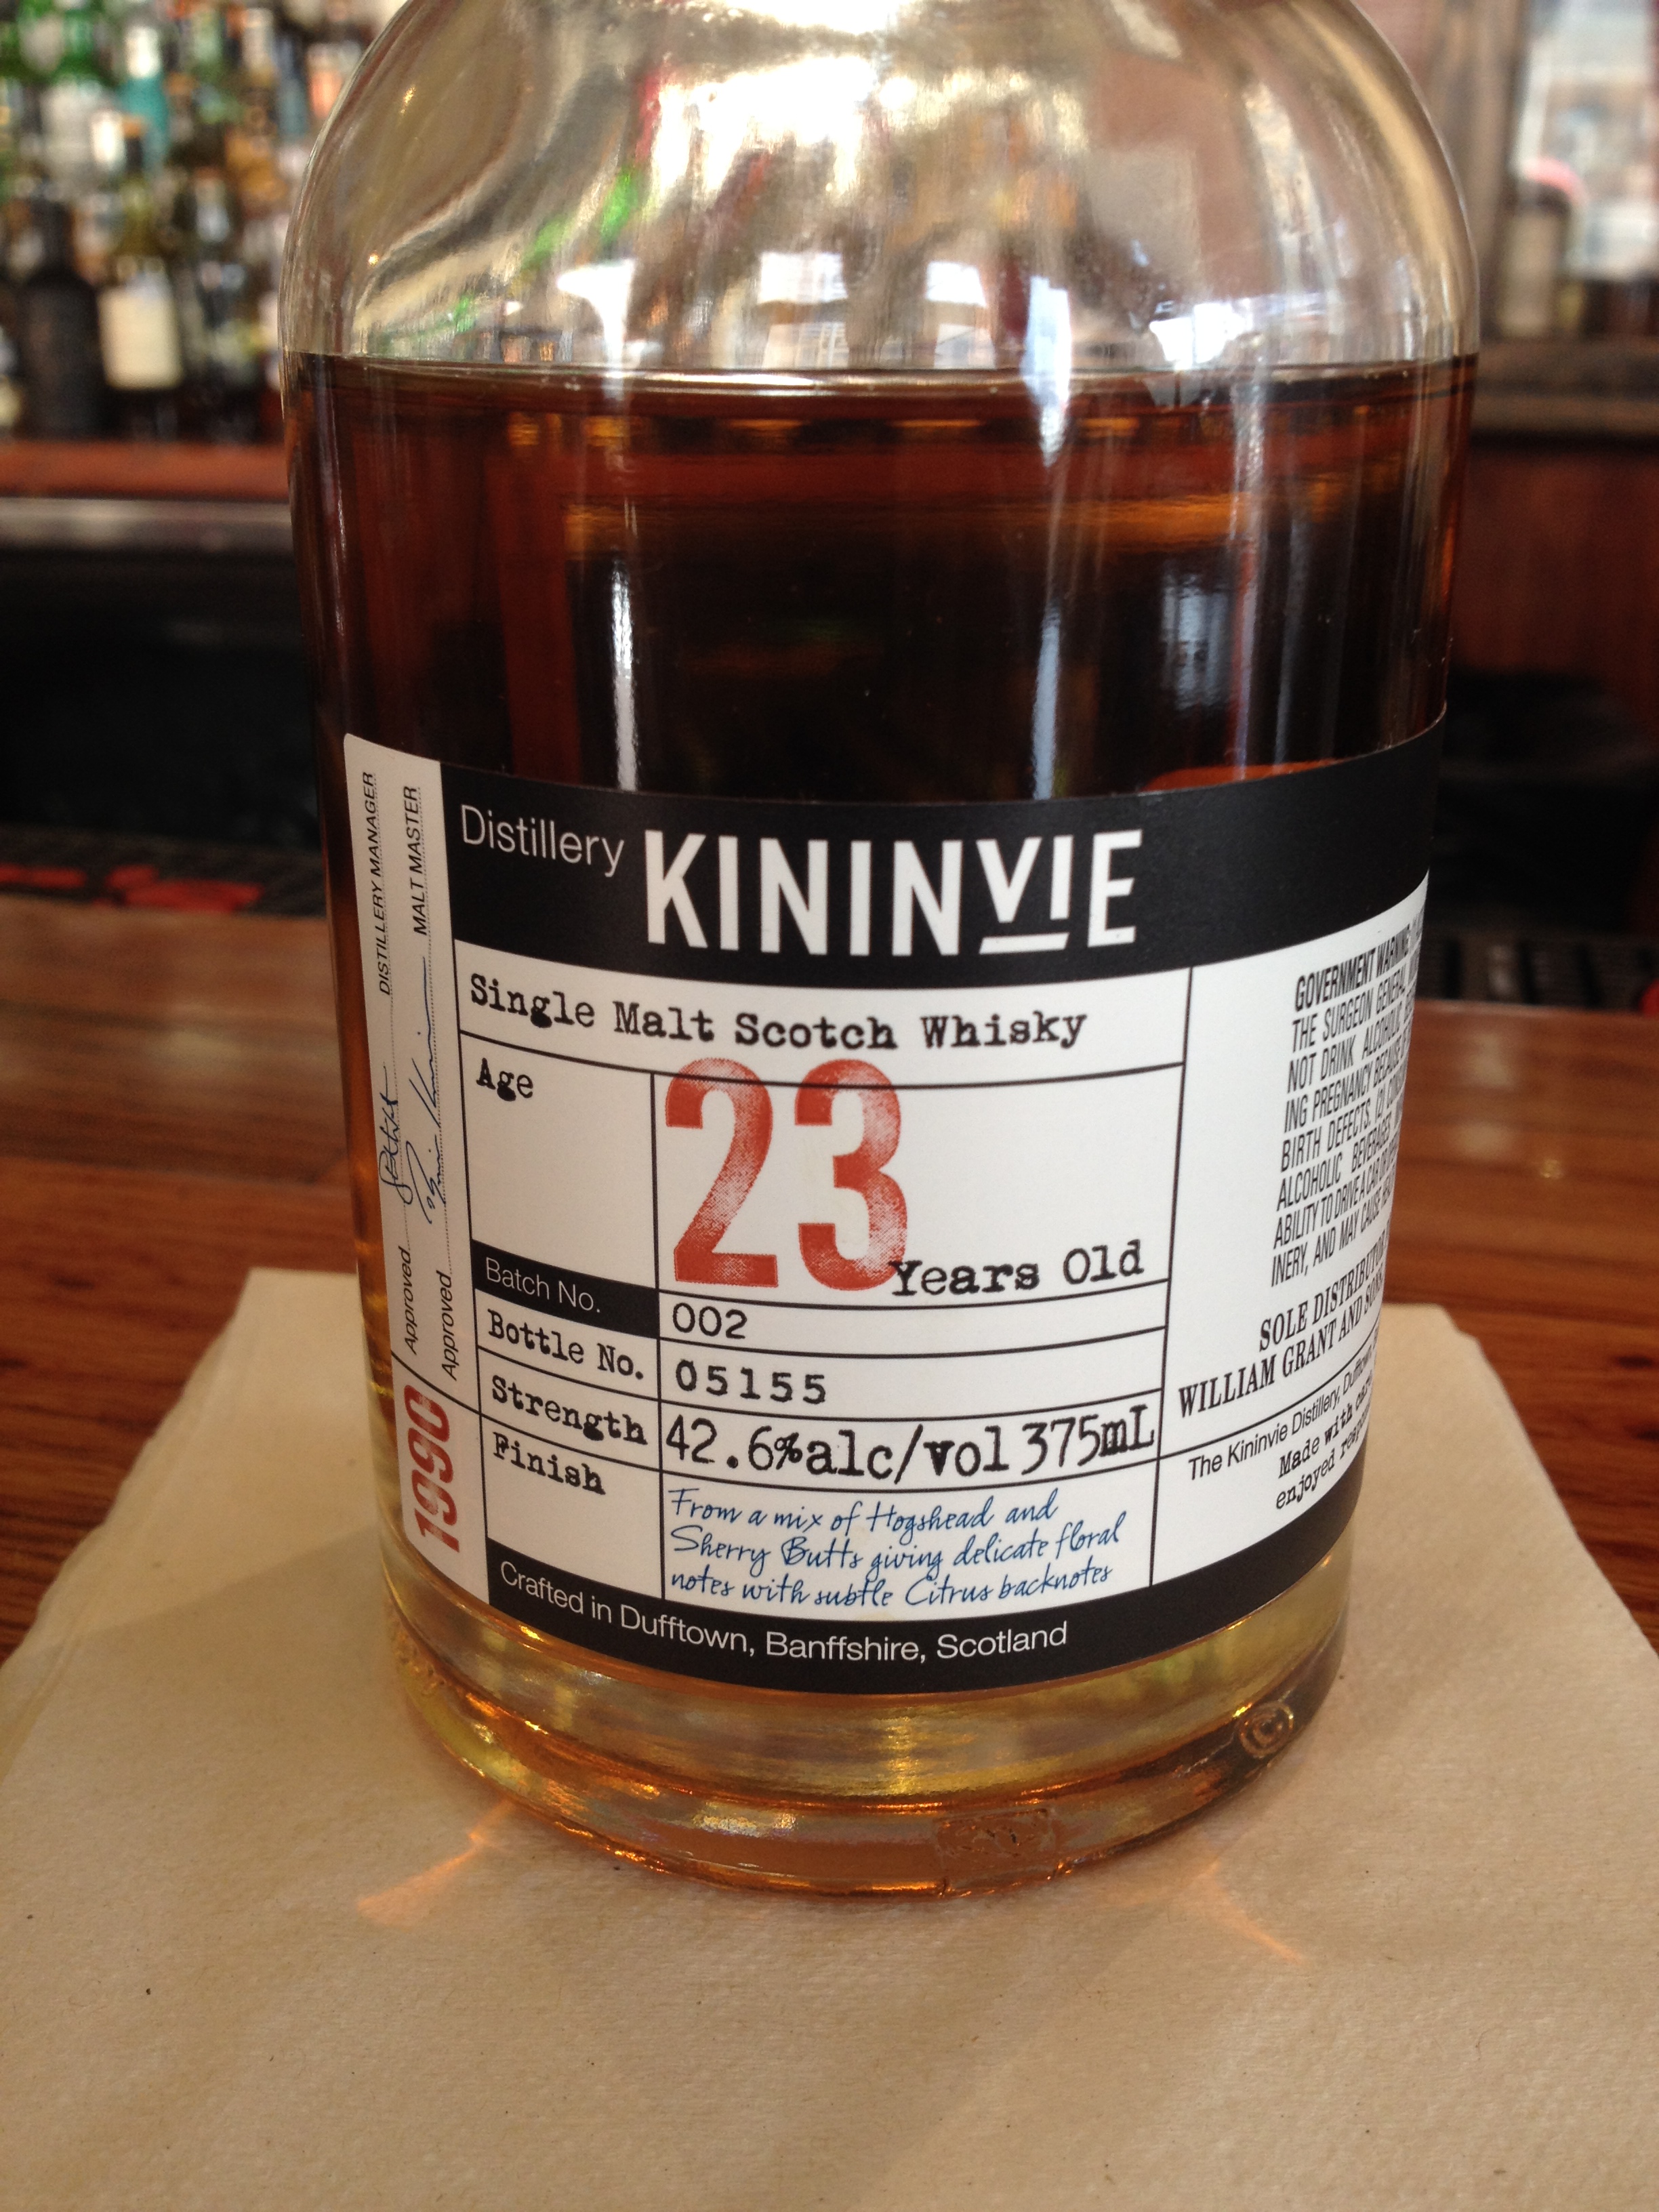 DISTILLERY MANAGER
MALT MASTER
Approved
Approved
1990
Distillery KININVIE
Single Malt Scotch Whisky
Age 23 Years Old
Batch No. 002
Bottle No. 05155
Strength 42.6%alc/vol 375mL
Finish From a mix of Hogshead and
Sherry Butts giving delicate floral
notes with subtle Citrus backnotes
Crafted in Dufftown, Banffshire, Scotland
GOVERNMENT WARNING:
THE SURGEON GENERAL
NOT DRINK ALCOHOLIC
ING PREGNANCY BECAUSE
BIRTH DEFECTS. (2)
ALCOHOLIC BEVERAGES
ABILITY TO DRIVE A CAR
INERY, AND MAY CAUSE
SOLE DISTRIBUTOR
WILLIAM GRANT AND SONS
The Kininvie Distillery,
Made with
enjoyed